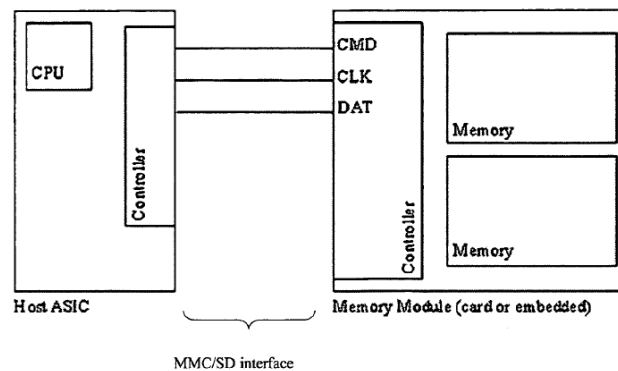 CPU
Controller
CMD
CLK
DAT
Controller
Memory
Memory
Host ASIC
Memory Module (card or embedded)
MMC/SD interface